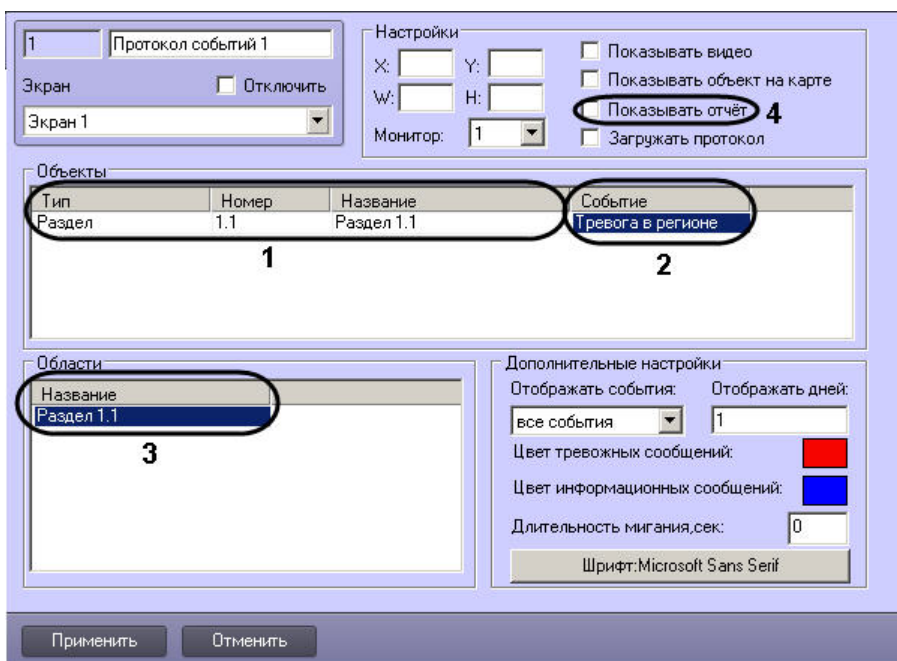 1
Протокол событий 1
Экран
Отключить
Экран 1
Настройки
X:
Y:
W:
H:
Монитор:
1
Показывать видео
Показывать объект на карте
Показывать отчёт
4
Загружать протокол
Объекты
Тип Номер Название Событие
Раздел 1.1 Раздел 1.1 Тревога в регионе
1
2
Области
Название
Раздел 1.1
3
Дополнительные настройки
Отображать события: Отображать дней:
все события 1
Цвет тревожных сообщений:
Цвет информационных сообщений:
Длительность мигания,сек: 0
Шрифт:Microsoft Sans Serif
Применить Отменить